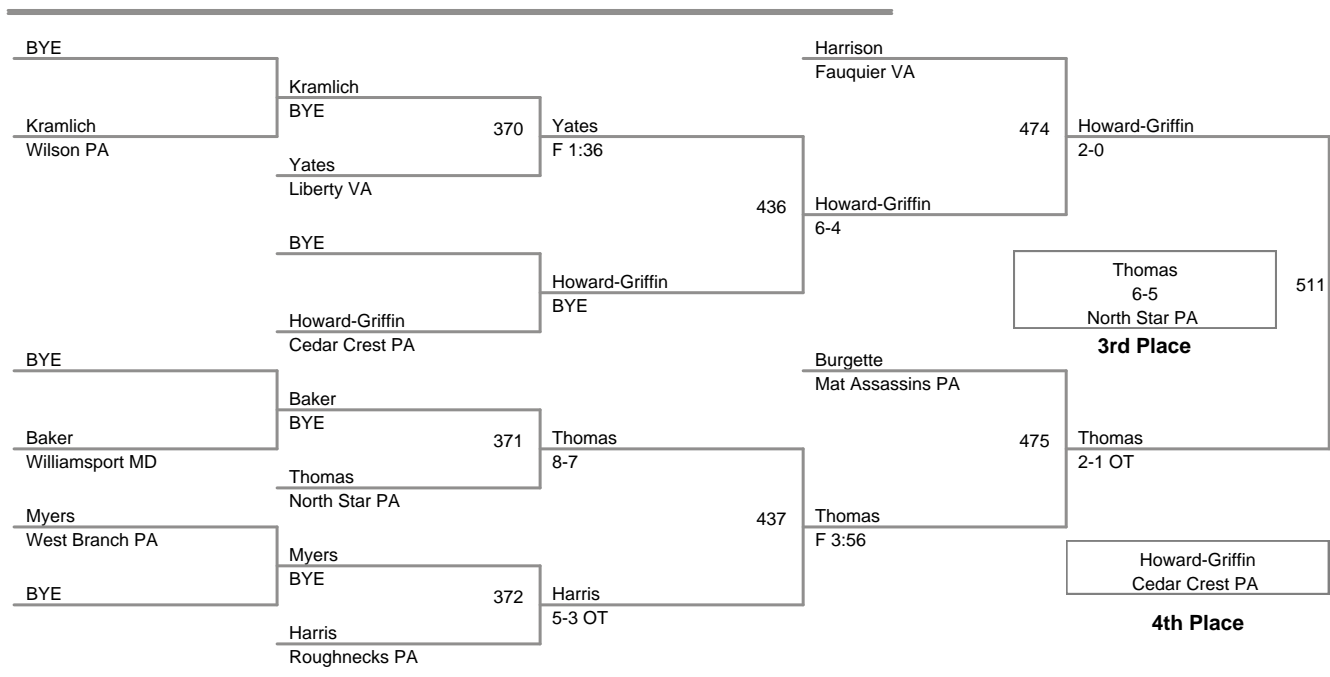 BYE
Harrison
Fauquier VA
Kramlich
BYE
Kramlich
Wilson PA
370
Yates
F 1:36
474
Howard-Griffin
2-0
Yates
Liberty VA
436
Howard-Griffin
6-4
BYE
Howard-Griffin
BYE
Thomas
6-5
North Star PA
511
Howard-Griffin
Cedar Crest PA
3rd Place
BYE
Burgette
Mat Assassins PA
Baker
BYE
Baker
Williamsport MD
371
Thomas
8-7
475
Thomas
2-1 OT
Thomas
North Star PA
Myers
West Branch PA
437
Thomas
F 3:56
Myers
BYE
Howard-Griffin
Cedar Crest PA
BYE
372
Harris
5-3 OT
4th Place
Harris
Roughnecks PA